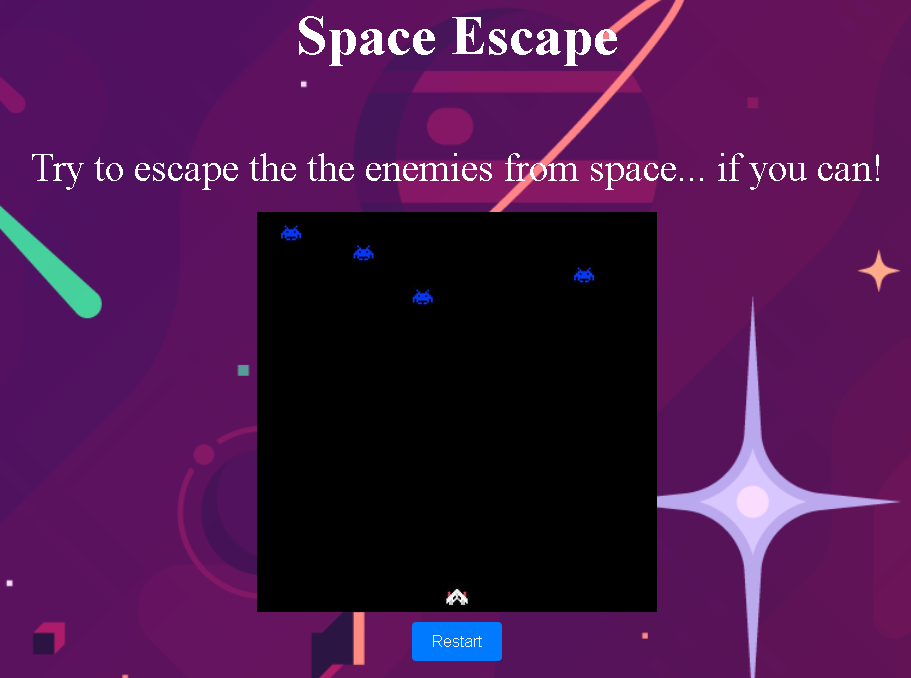 Space Escape
Try to escape the the enemies from space... if you can!
Restart